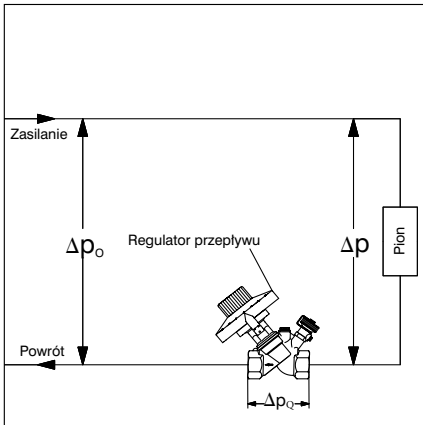 Zasilanie
Δpo
Regulator przepływu
Δp
Pion
Powrót
ΔpQ